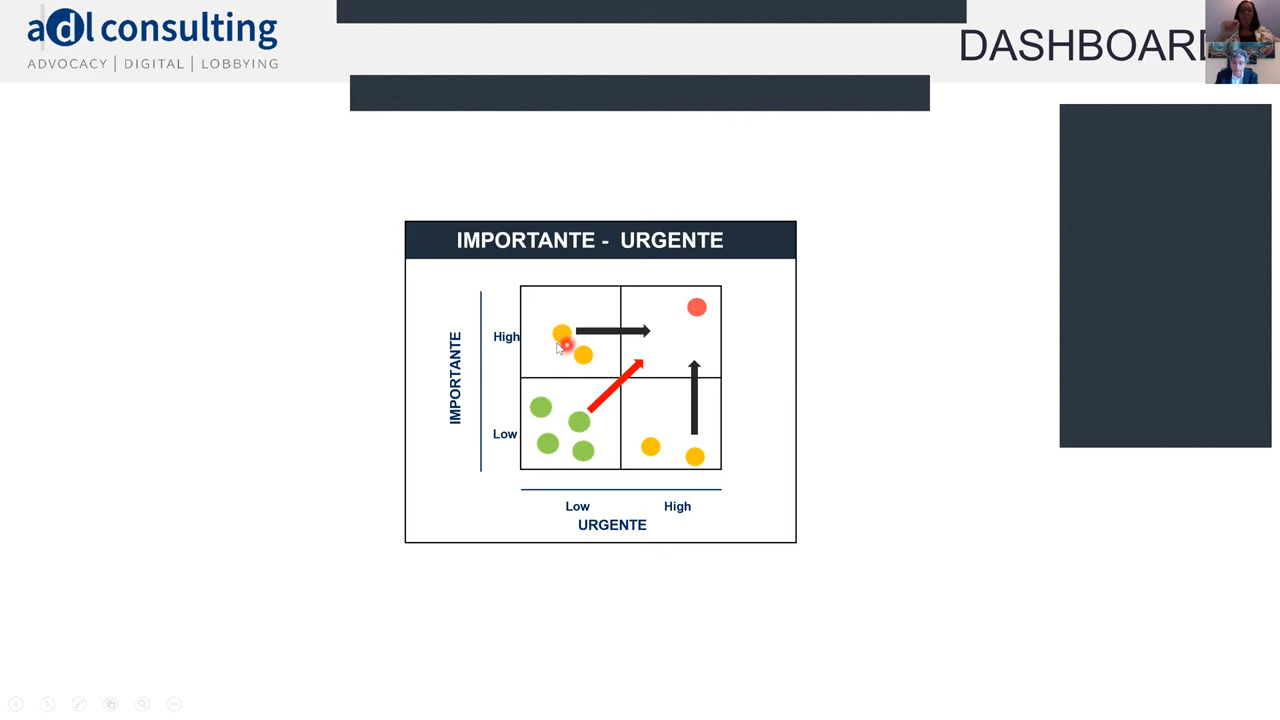 adl consulting
ADVOCACY | DIGITAL | LOBBYING
DASHBOARD
IMPORTANTE - URGENTE
IMPORTANTE
High
Low
Low High
URGENTE